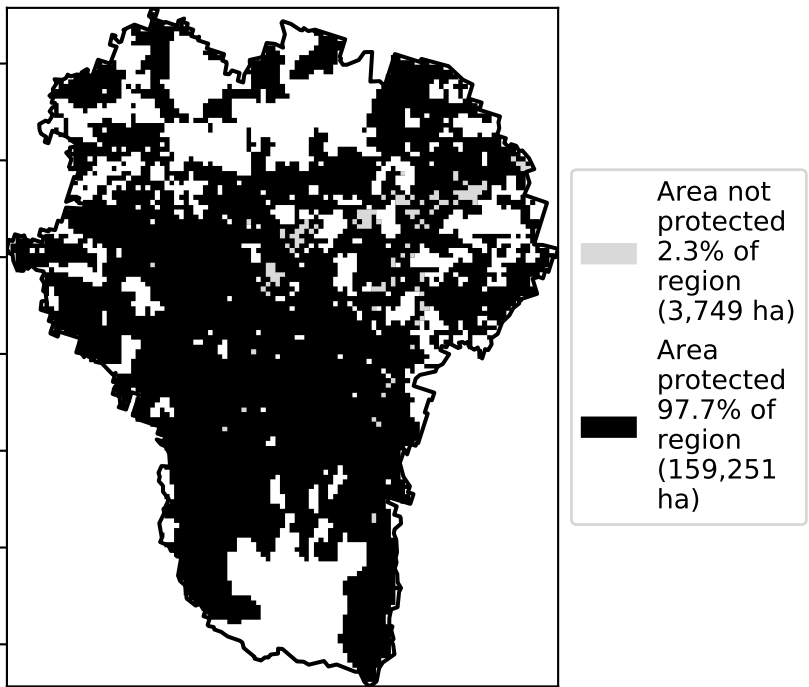 Area not
protected
2.3% of
region
(3,749 ha)
Area
protected
97.7% of
region
(159,251
ha)